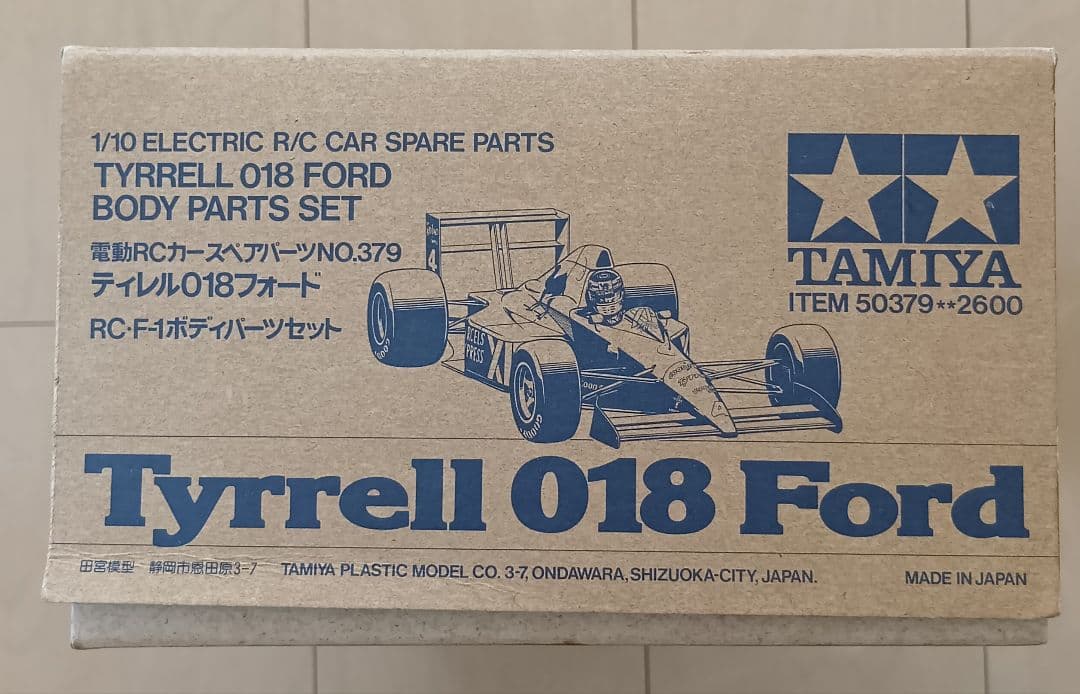 1/10 ELECTRIC R/C CAR SPARE PARTS
TYRRELL 018 FORD
BODY PARTS SET
電動RCカースペアパーツNO.379
ティレル018フォード
RC·F-1ボディパーツセット
TAMIYA
ITEM 50379**2600
4
PRESS
Tyrrell 018 Ford
田宮模型 静岡市恩田原3-7 TAMIYA PLASTIC MODEL CO. 3-7, ONDAWARA, SHIZUOKA-CITY, JAPAN. MADE IN JAPAN